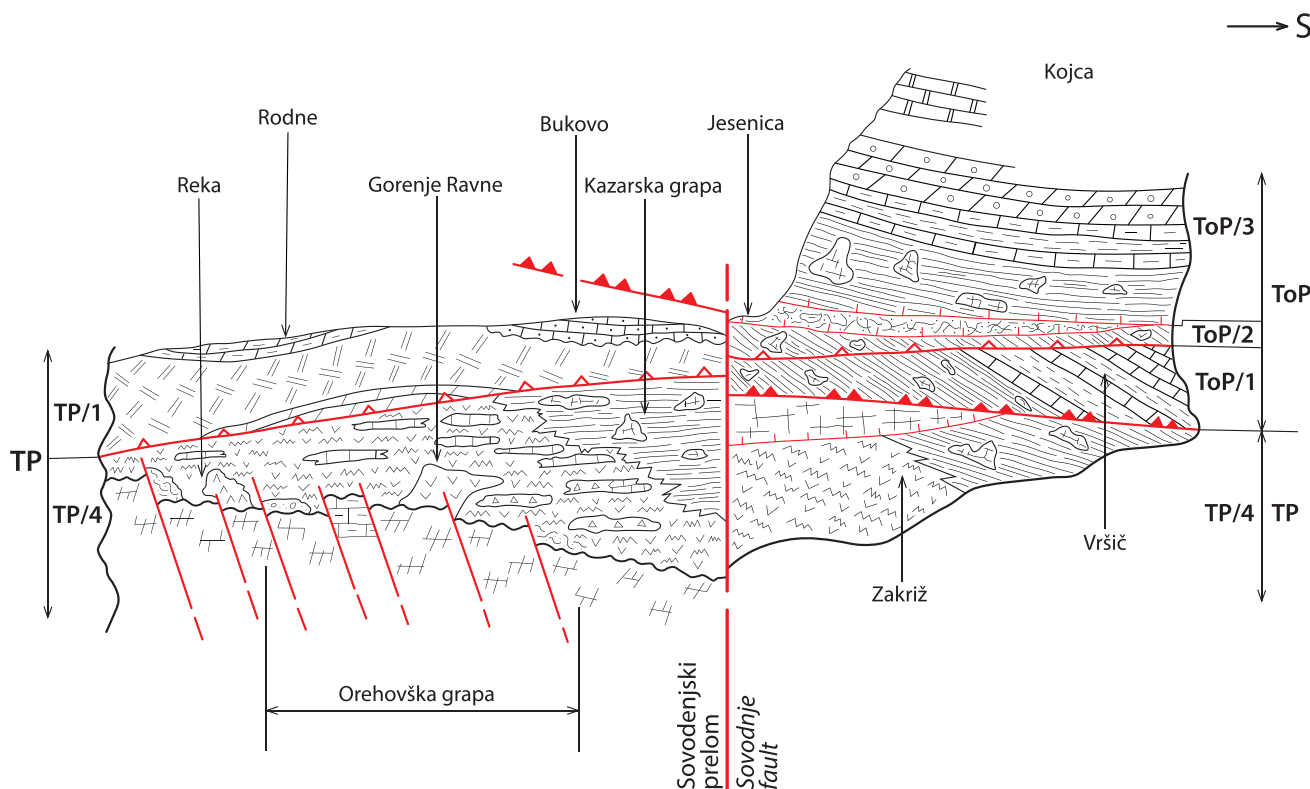 S
Kojca
Rodne
Bukovo
Jesenica
Reka
Gorenje Ravne
Kazarska grapa
ToP/3
ToP
ToP/2
ToP/1
TP/1
TP
TP/4
TP/4
TP
Vršič
Zakriž
Orehovška grapa
Sovodenjski
prelom
Sovodnje
fault